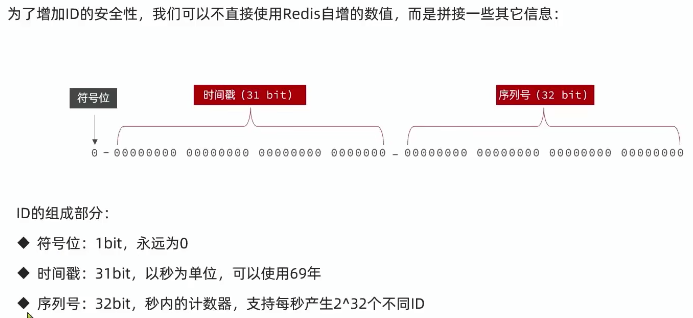 为了增加ID的安全性，我们可以不直接使用Redis自增的数值，而是拼接一些其它信息：
符号位
时间戳（31 bit）
序列号（32 bit）
0-00000000 00000000 00000000 0000000 - 00000000 00000000 00000000 00000000
ID的组成部分：
◆ 符号位：1bit，永远为0
◆ 时间戳：31bit，以秒为单位，可以使用69年
◆ 序列号：32bit，秒内的计数器，支持每秒产生2^32个不同ID